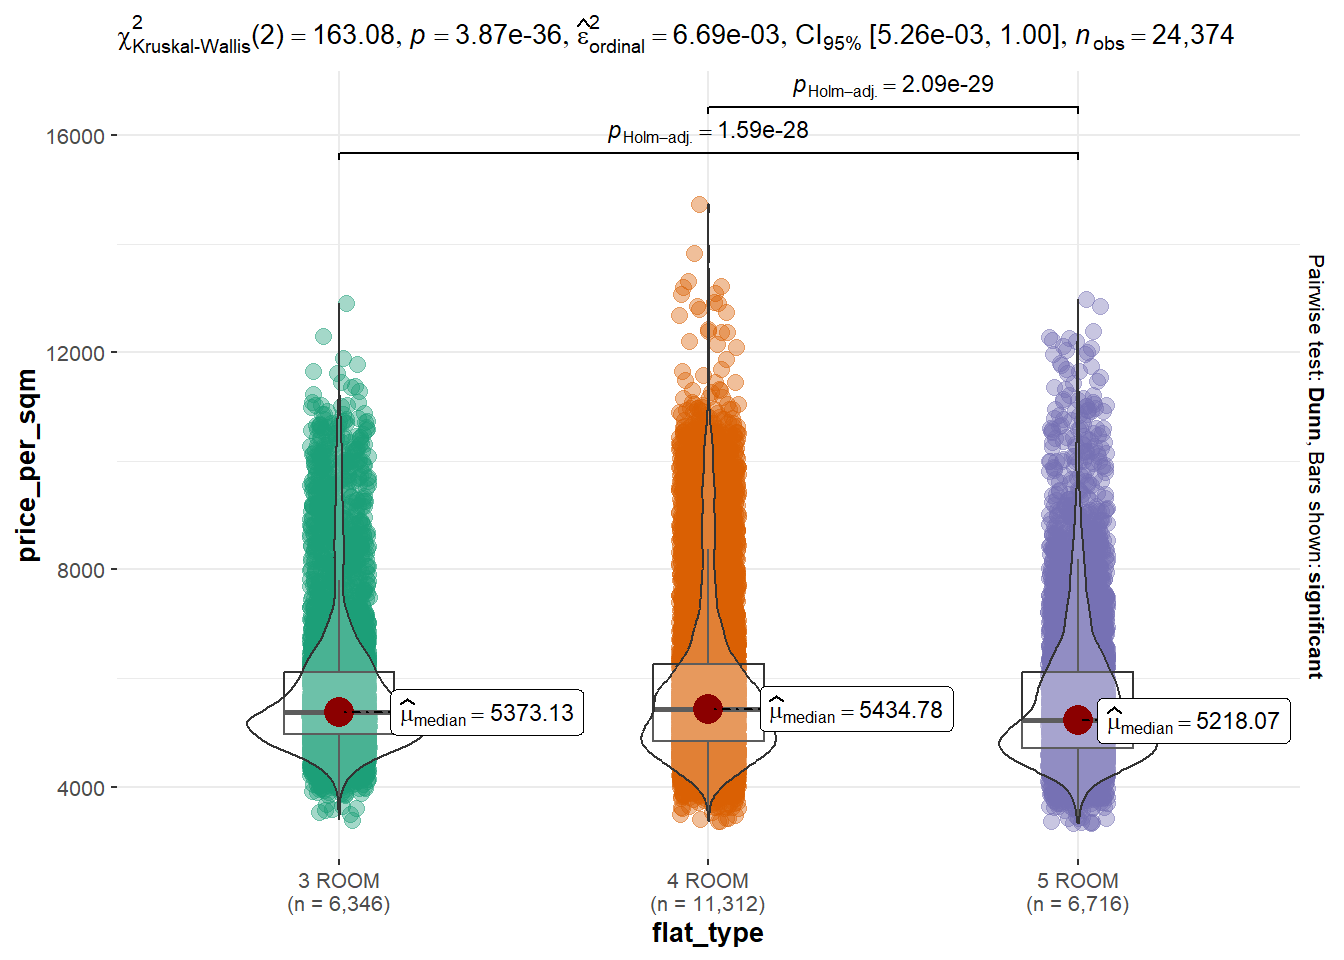 χ²Kruskal-Wallis(2) = 163.08, p = 3.87e-36, ε̂²ordinal = 6.69e-03, CI95% [5.26e-03, 1.00], nobs = 24,374
pHolm–adj. = 2.09e-29
pHolm–adj. = 1.59e-28
16000
12000
8000
4000
price_per_sqm
μ̂median = 5373.13
μ̂median = 5434.78
μ̂median = 5218.07
Pairwise test: Dunn, Bars shown: significant
3 ROOM
(n = 6,346)
4 ROOM
(n = 11,312)
5 ROOM
(n = 6,716)
flat_type